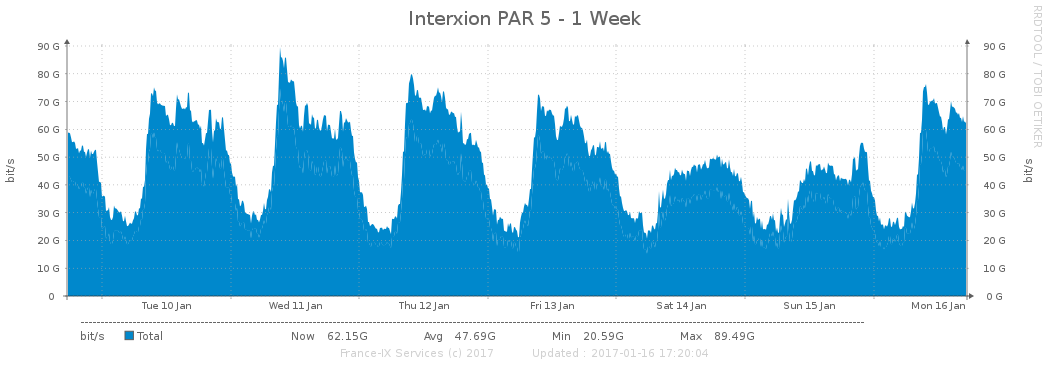 Interxion PAR 5 - 1 Week
RRDTOOL / TOBI OETIKER
90 G 90 G
80 G 80 G
70 G 70 G
60 G 60 G
50 G 50 G
40 G 40 G
30 G 30 G
20 G 20 G
10 G 10 G
0 0 G
bit/s
bit/s
Tue 10 Jan Wed 11 Jan Thu 12 Jan Fri 13 Jan Sat 14 Jan Sun 15 Jan Mon 16 Jan
bit/s Total Now 62.15G Avg 47.69G Min 20.59G Max 89.49G
France-IX Services (c) 2017 Updated : 2017-01-16 17:20:04